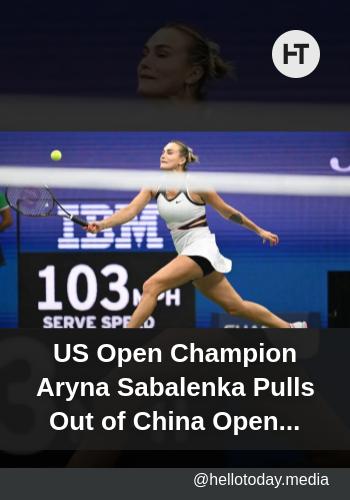 HT
IBM
103 MPH
SERVE SPEED
US Open Champion
Aryna Sabalenka Pulls
Out of China Open...
@hellotoday.media